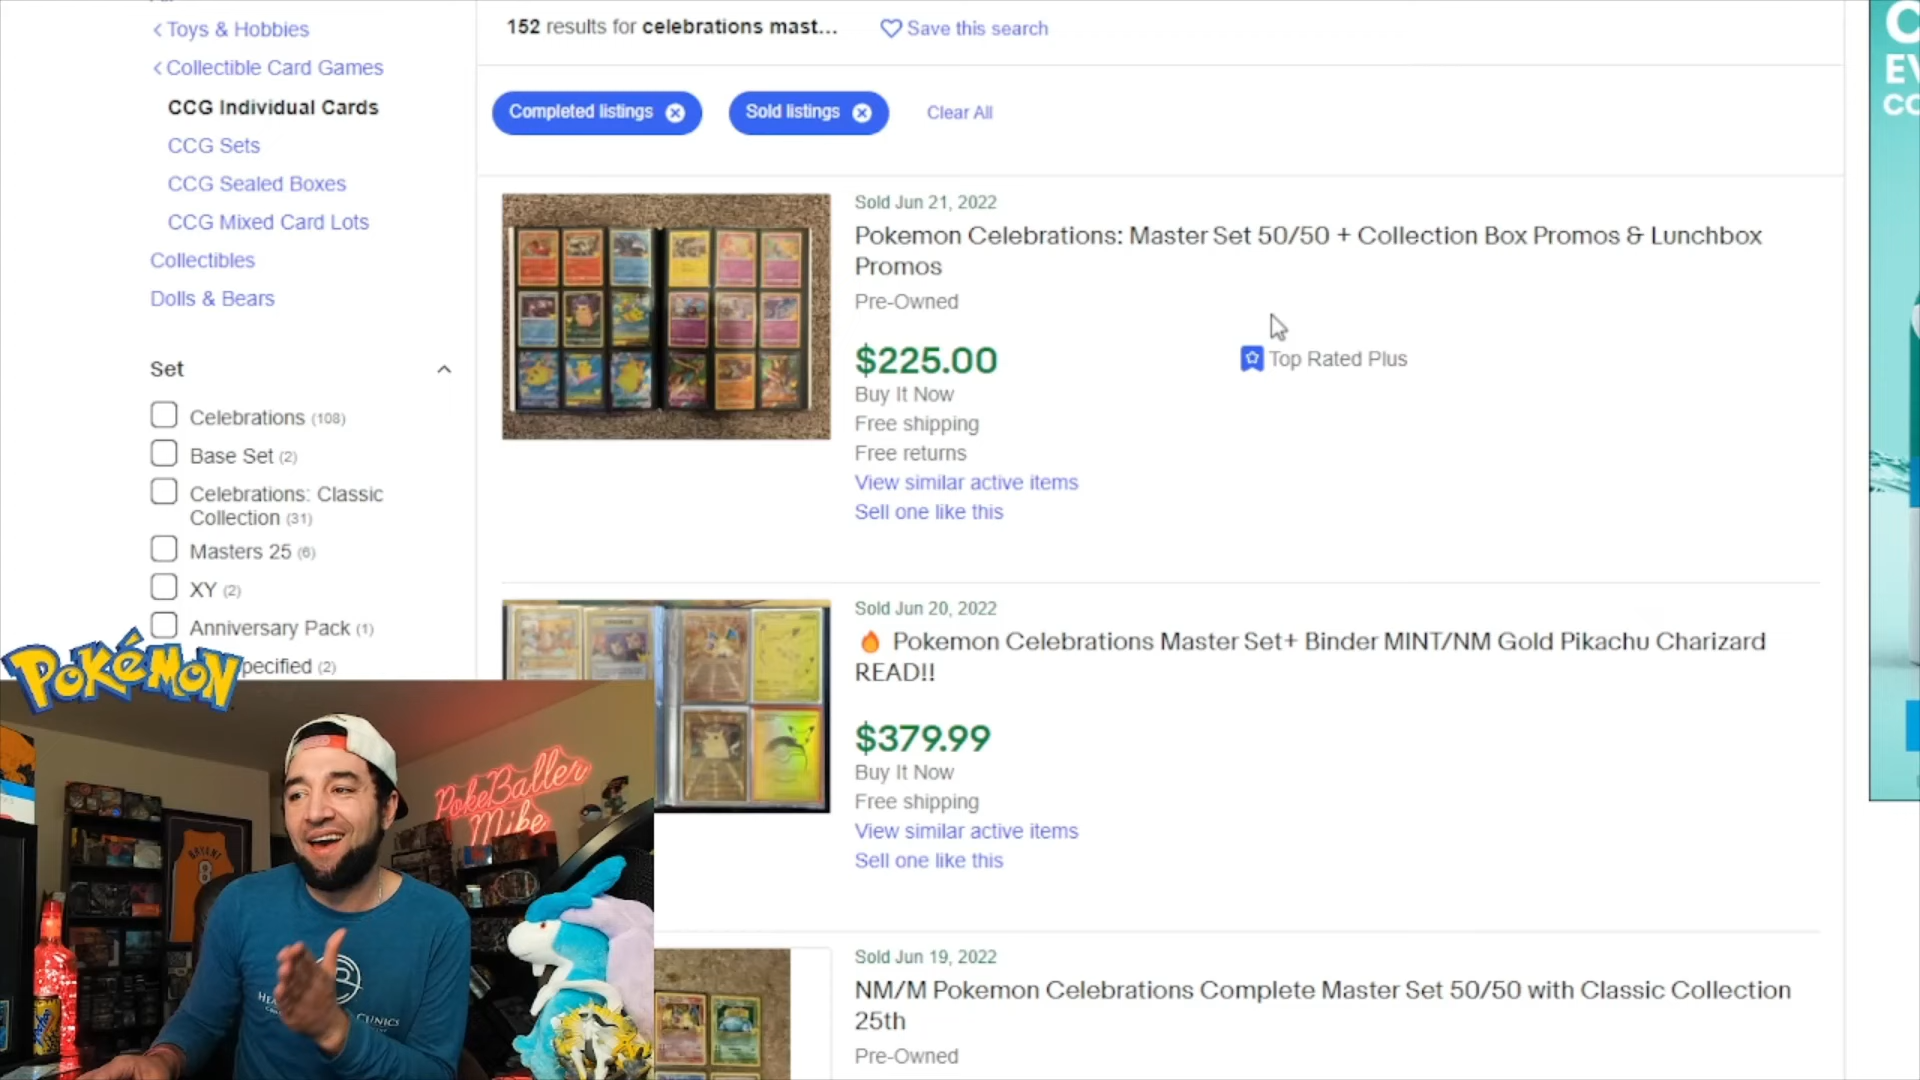 Toys & Hobbies
Collectible Card Games
CCG Individual Cards
CCG Sets
CCG Sealed Boxes
CCG Mixed Card Lots
Collectibles
Dolls & Bears
Set
Celebrations (108)
Base Set (2)
Celebrations: Classic
Collection (31)
Masters 25 (6)
XY (2)
Anniversary Pack (1)
pecified (2)
152 results for celebrations mast...
Save this search
Completed listings
Sold listings
Clear All
Sold Jun 21, 2022
Pokemon Celebrations: Master Set 50/50 + Collection Box Promos & Lunchbox
Promos
Pre-Owned
$225.00
Buy It Now
Free shipping
Free returns
View similar active items
Sell one like this
Top Rated Plus
Sold Jun 20, 2022
🔥 Pokemon Celebrations Master Set+ Binder MINT/NM Gold Pikachu Charizard
READ!!
$379.99
Buy It Now
Free shipping
View similar active items
Sell one like this
Sold Jun 19, 2022
NM/M Pokemon Celebrations Complete Master Set 50/50 with Classic Collection
25th
Pre-Owned
POKéMON
PokeBaller
Mike
BRYANT
8